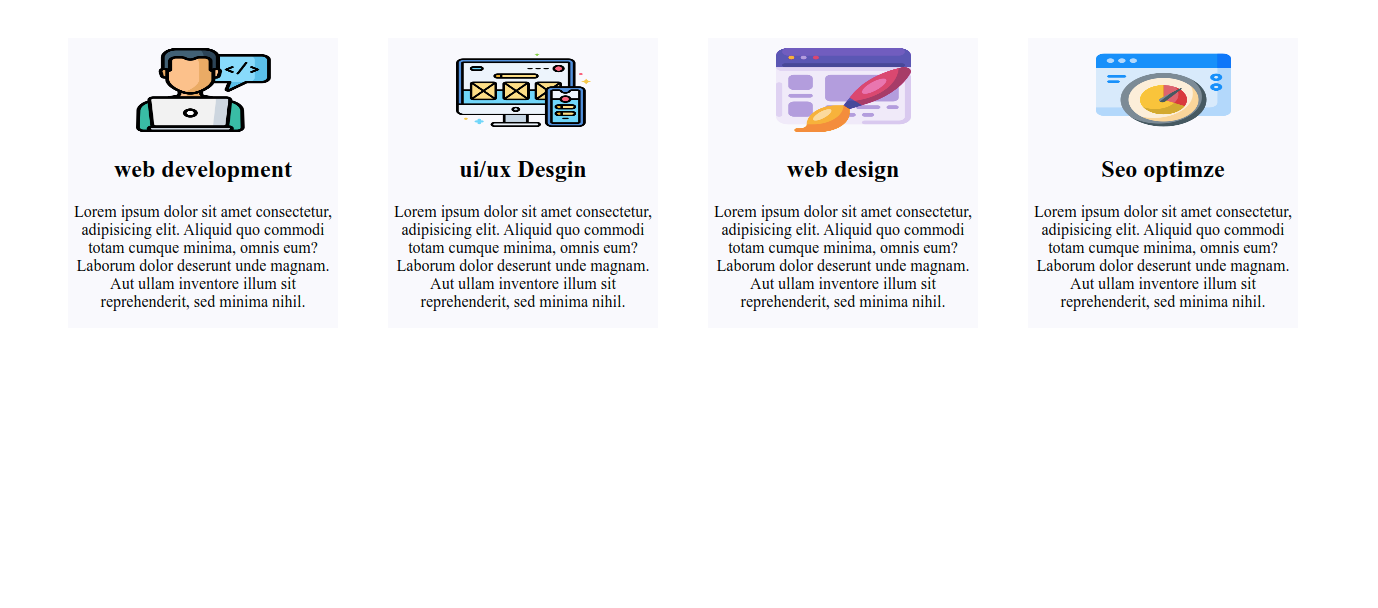 </>
web development
Lorem ipsum dolor sit amet consectetur,
adipisicing elit. Aliquid quo commodi
totam cumque minima, omnis eum?
Laborum dolor deserunt unde magnam.
Aut ullam inventore illum sit
reprehenderit, sed minima nihil.
ui/ux Desgin
Lorem ipsum dolor sit amet consectetur,
adipisicing elit. Aliquid quo commodi
totam cumque minima, omnis eum?
Laborum dolor deserunt unde magnam.
Aut ullam inventore illum sit
reprehenderit, sed minima nihil.
web design
Lorem ipsum dolor sit amet consectetur,
adipisicing elit. Aliquid quo commodi
totam cumque minima, omnis eum?
Laborum dolor deserunt unde magnam.
Aut ullam inventore illum sit
reprehenderit, sed minima nihil.
Seo optimze
Lorem ipsum dolor sit amet consectetur,
adipisicing elit. Aliquid quo commodi
totam cumque minima, omnis eum?
Laborum dolor deserunt unde magnam.
Aut ullam inventore illum sit
reprehenderit, sed minima nihil.